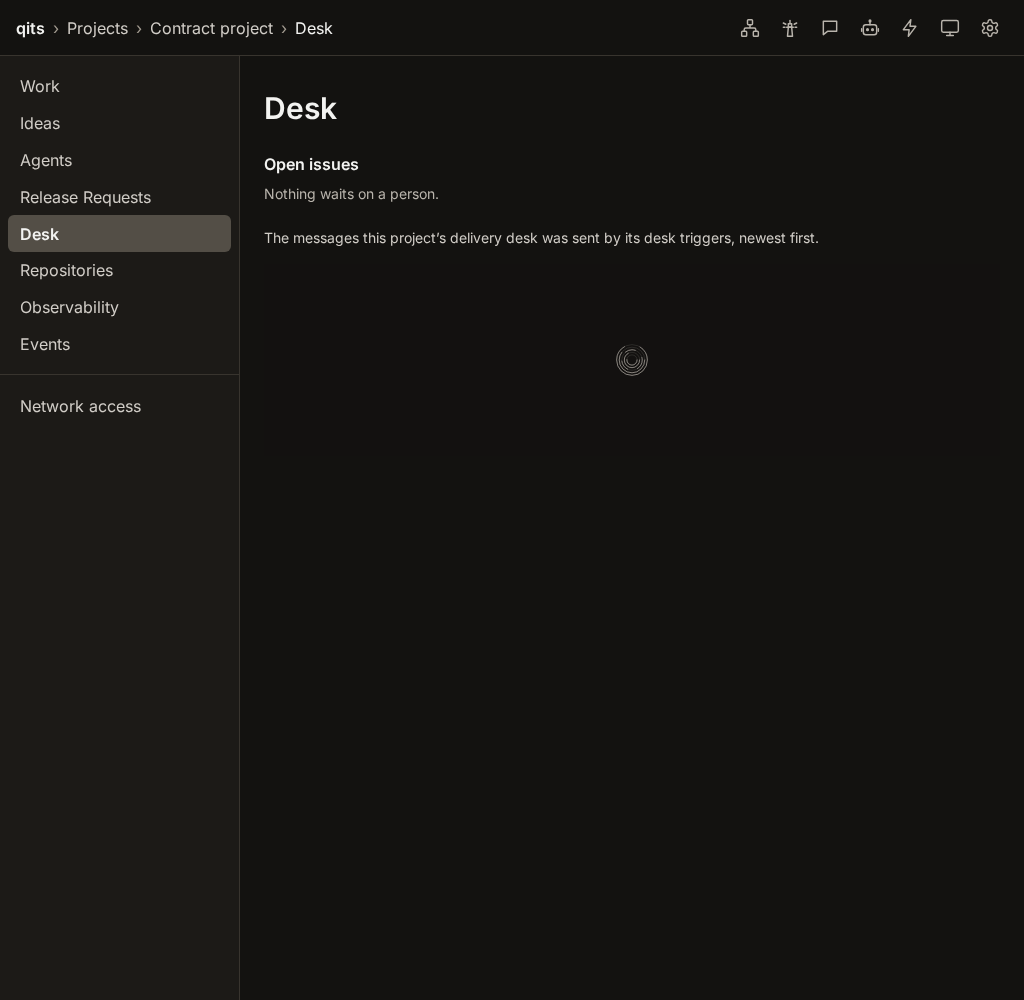 qits › Projects › Contract project › Desk
Work
Ideas
Agents
Release Requests
Desk
Repositories
Observability
Events
Network access
Desk
Open issues
Nothing waits on a person.
The messages this project’s delivery desk was sent by its desk triggers, newest first.